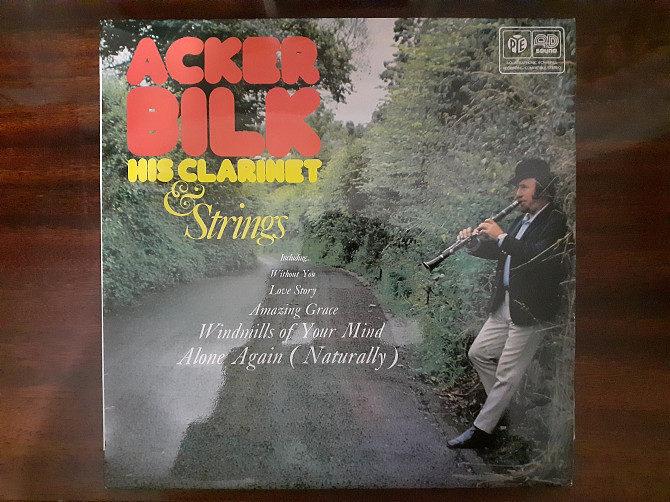 ACKER
BILK
HIS CLARINET
& Strings
Including...
Without You
Love Story
Amazing Grace
Windmills of Your Mind
Alone Again (Naturally)
PYE
QD
sound